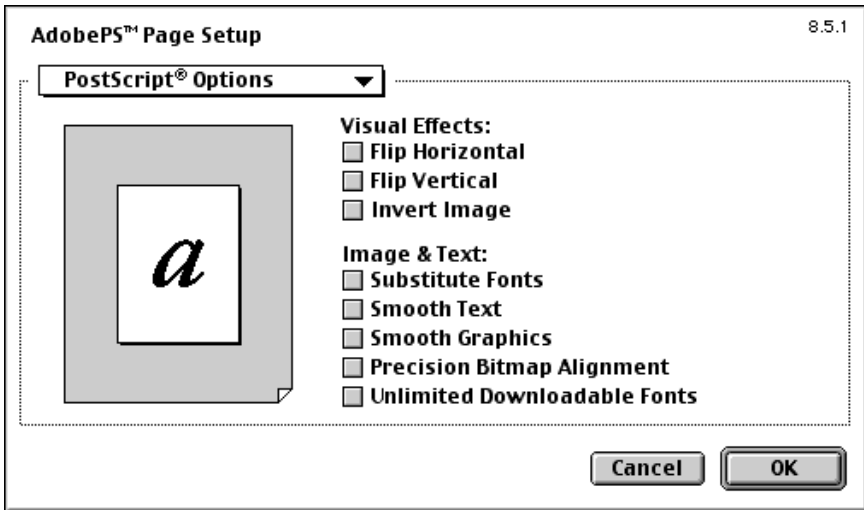 AdobePS™ Page Setup
8.5.1
PostScript® Options
a
Visual Effects:
Flip Horizontal
Flip Vertical
Invert Image
Image & Text:
Substitute Fonts
Smooth Text
Smooth Graphics
Precision Bitmap Alignment
Unlimited Downloadable Fonts
Cancel
OK